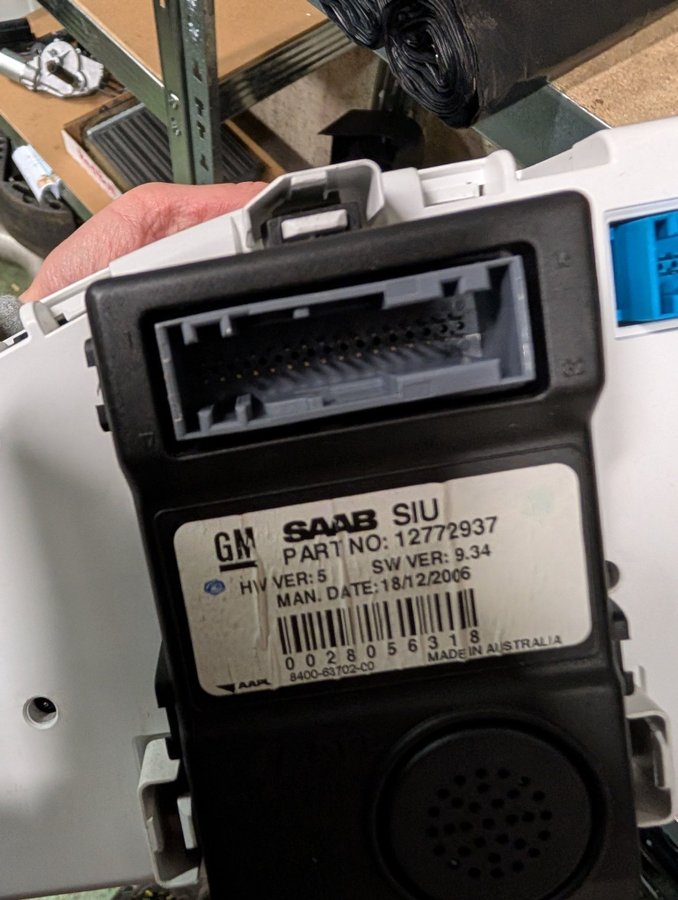 GM SAAB SIU
PART NO: 12772937
HW VER: 5 SW VER: 9.34
MAN. DATE: 18/12/2006
0028056318
AAPL 8400-63702-00 MADE IN AUSTRALIA